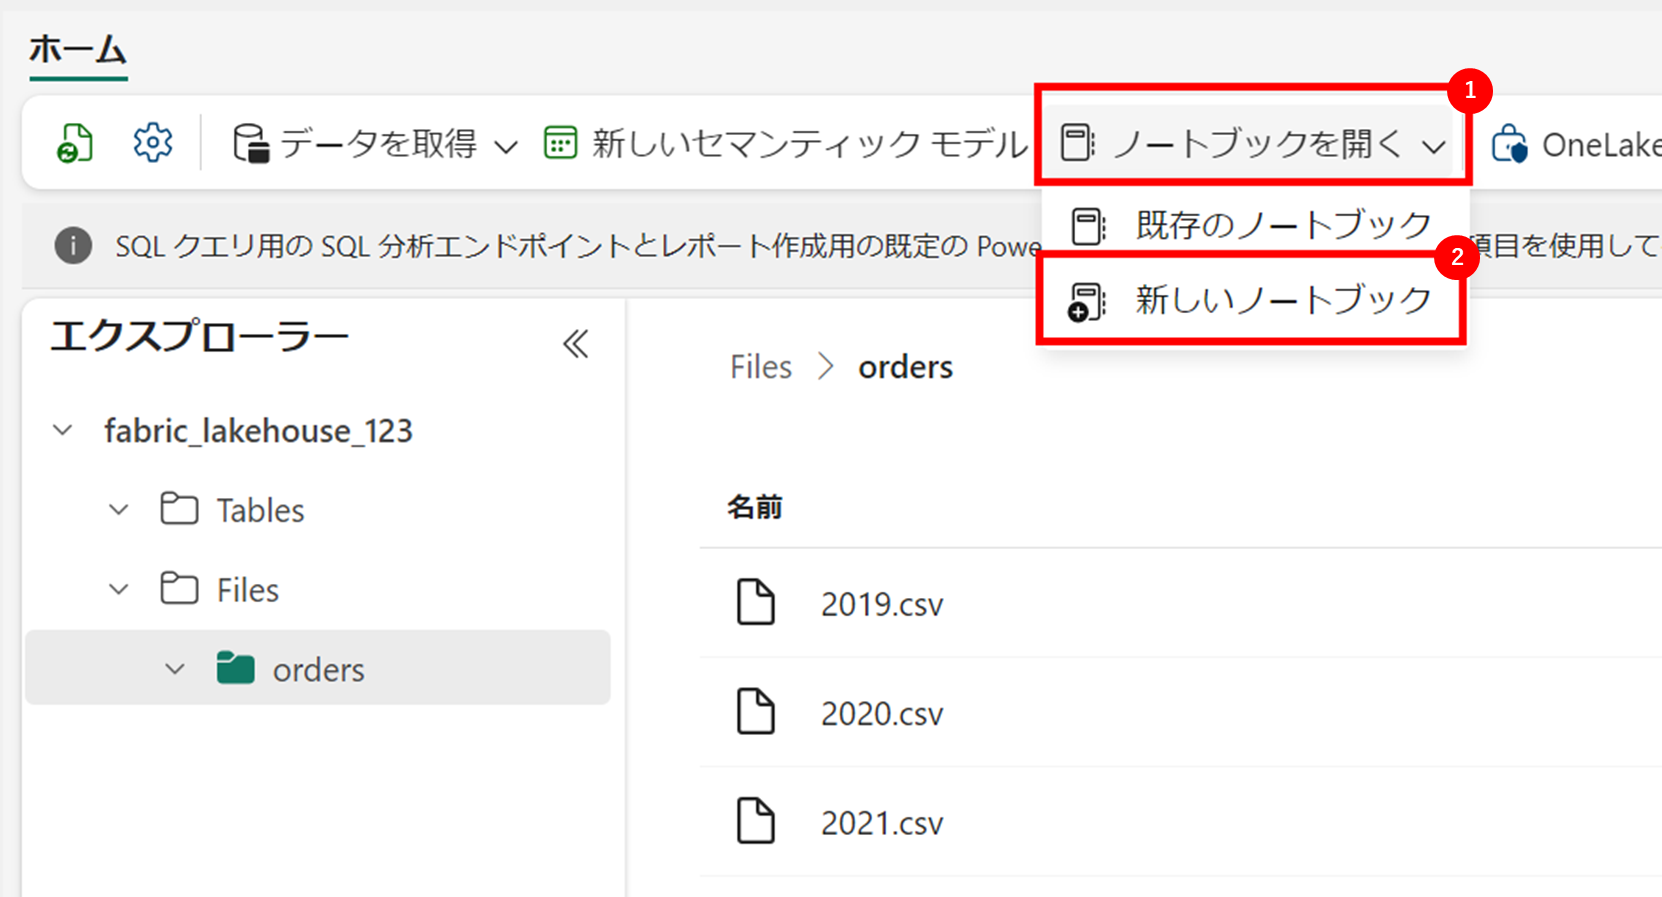 ホーム
データを取得
新しいセマンティック モデル
ノートブックを開く
1
OneLake
既存のノートブック
2
新しいノートブック
SQL クエリ用の SQL 分析エンドポイントとレポート作成用の既定の Powe
項目を使用して
エクスプローラー
fabric_lakehouse_123
Tables
Files
orders
Files > orders
名前
2019.csv
2020.csv
2021.csv